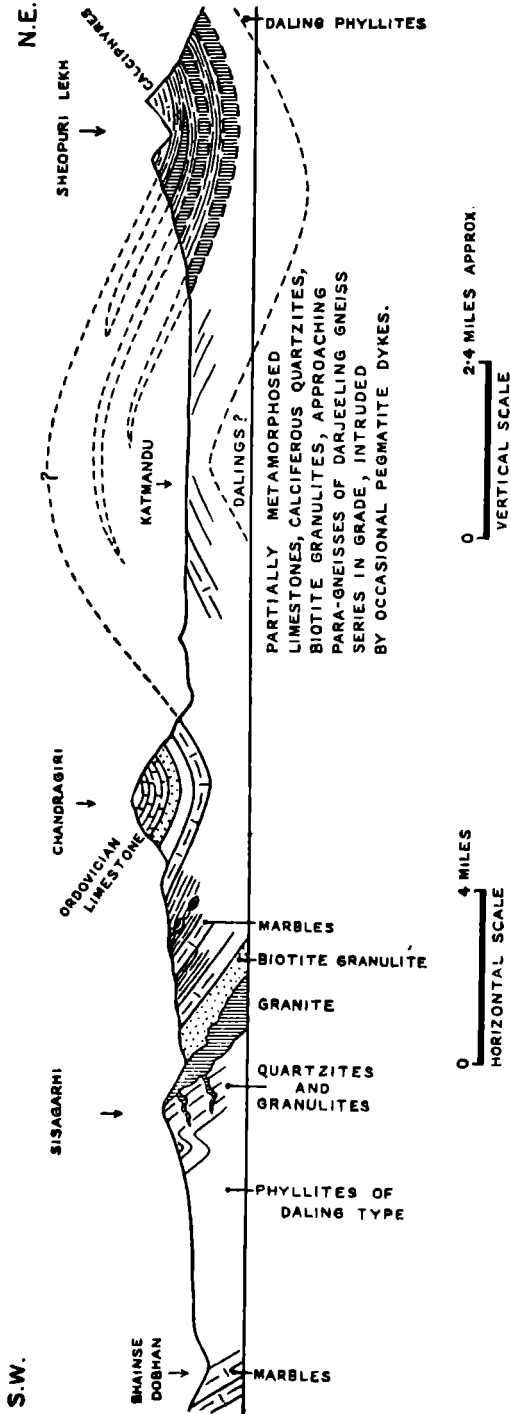 S.W.
N.E.
BHAINSE
DOBHAN
SISAGARHI
CHANDRAGIRI
ORDOVICIAN
LIMESTONE
KATMANDU
SHEOPURI LEKH
CALCIPHYRES
?
DALINGS?
MARBLES
PHYLLITES OF
DALING TYPE
QUARTZITES
AND
GRANULITES
GRANITE
BIOTITE GRANULITE
MARBLES
PARTIALLY METAMORPHOSED
LIMESTONES, CALCIFEROUS QUARTZITES,
BIOTITE GRANULITES, APPROACHING
PARA-GNEISSES OF DARJEELING GNEISS
SERIES IN GRADE, INTRUDED
BY OCCASIONAL PEGMATITE DYKES.
DALING PHYLLITES
0 4 MILES
HORIZONTAL SCALE
0 2·4 MILES APPROX.
VERTICAL SCALE